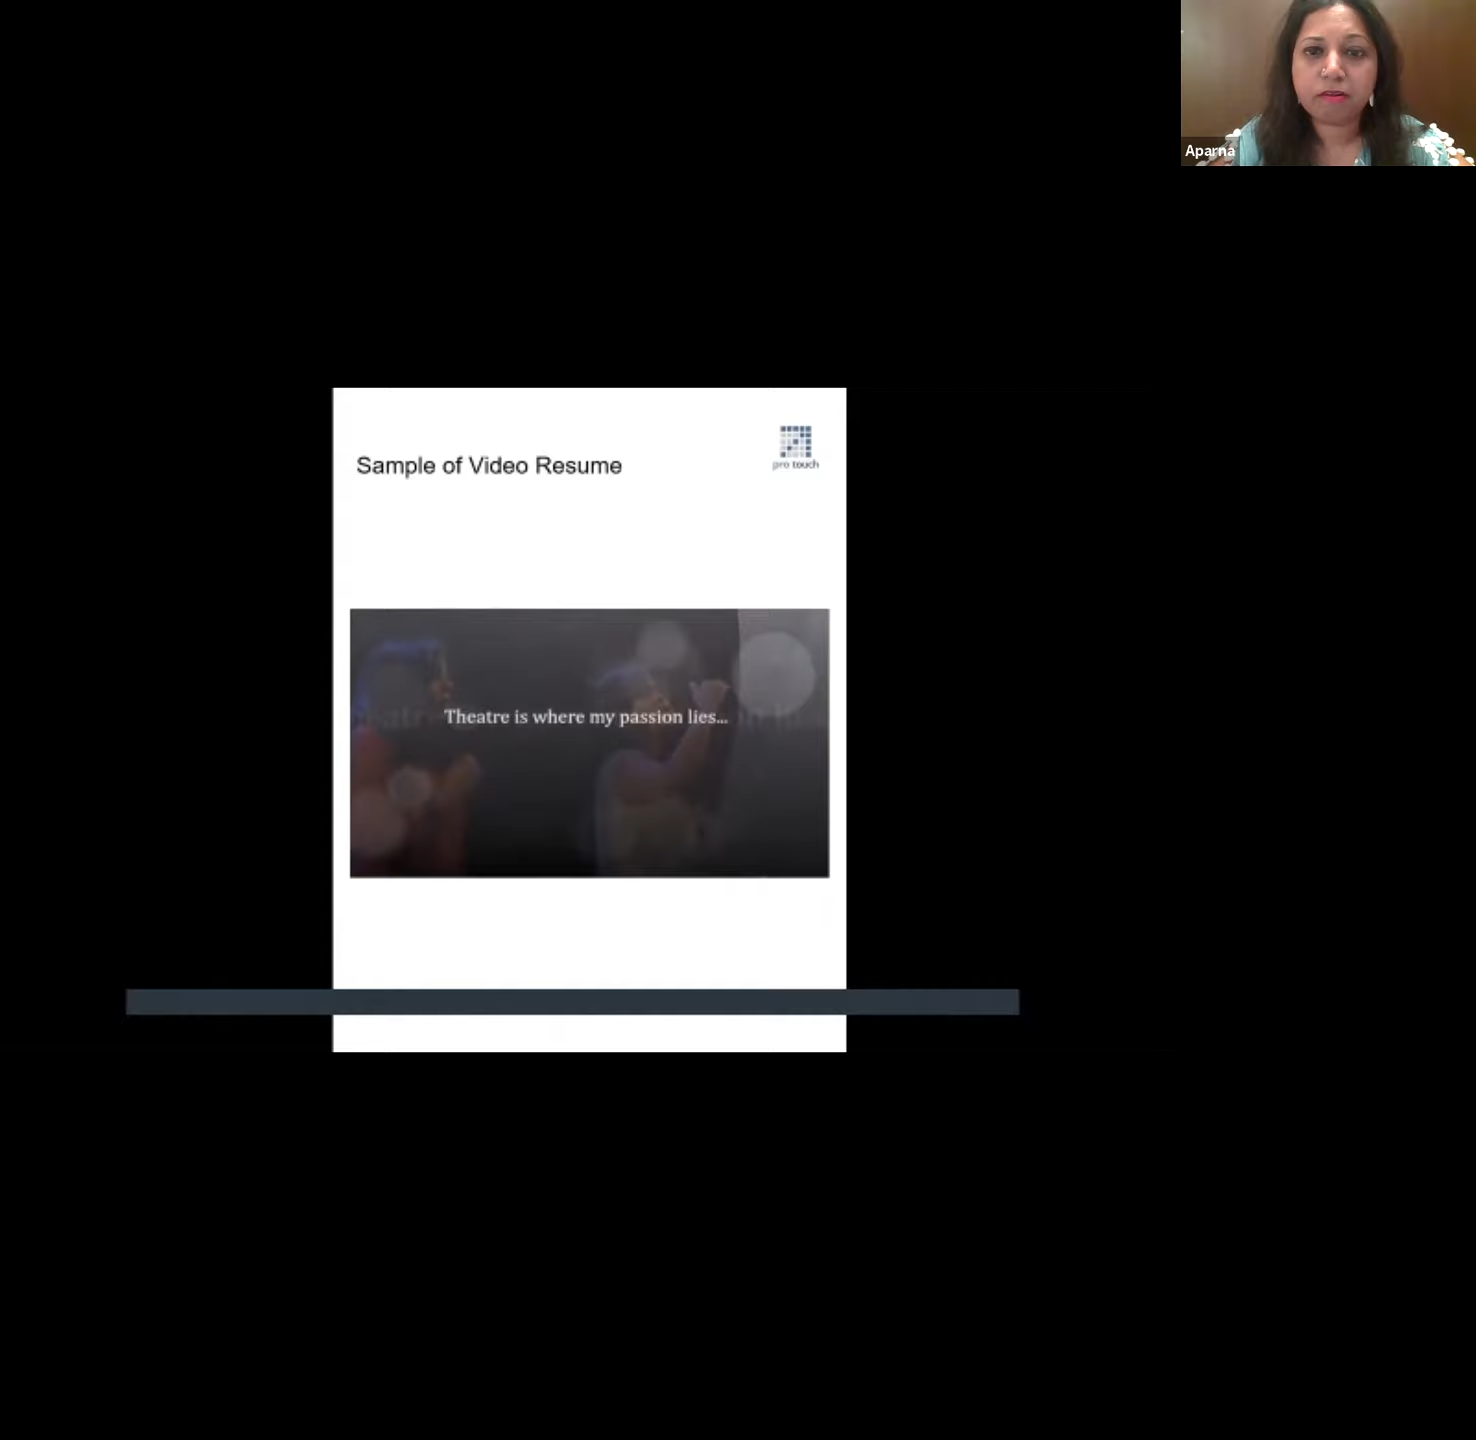 Aparna
Sample of Video Resume
pro touch
Theatre is where my passion lies...